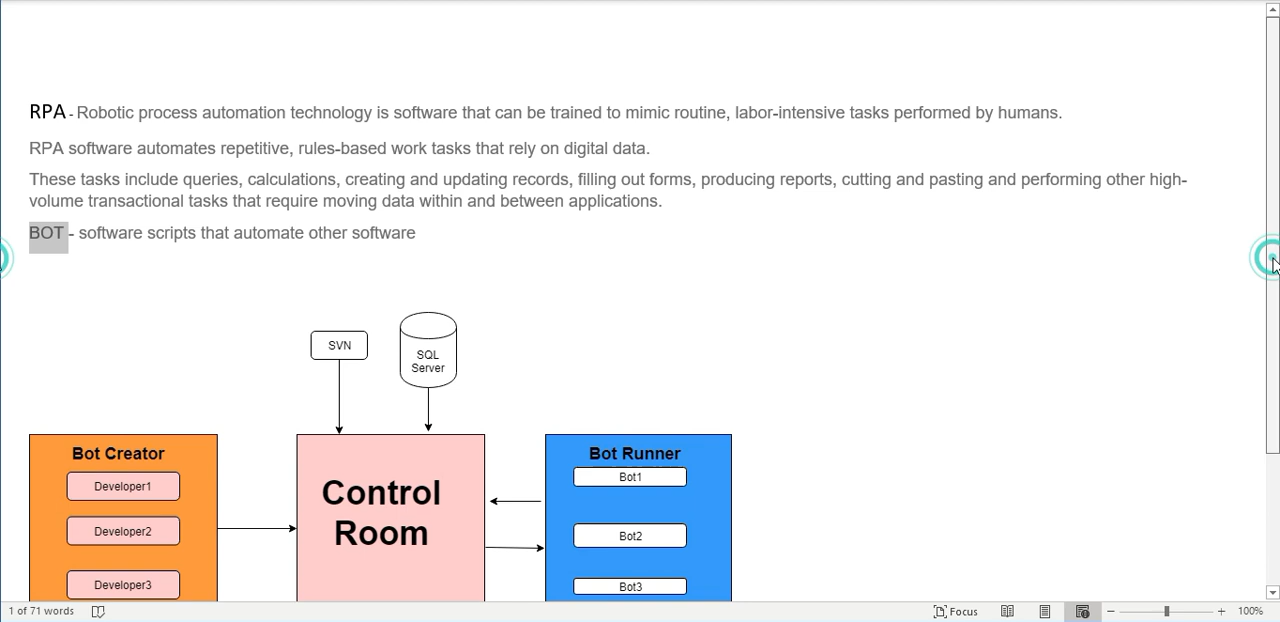 RPA - Robotic process automation technology is software that can be trained to mimic routine, labor-intensive tasks performed by humans.
RPA software automates repetitive, rules-based work tasks that rely on digital data.
These tasks include queries, calculations, creating and updating records, filling out forms, producing reports, cutting and pasting and performing other high-
volume transactional tasks that require moving data within and between applications.
BOT - software scripts that automate other software
SVN
SQL
Server
Bot Creator
Developer1
Developer2
Developer3
Control
Room
Bot Runner
Bot1
Bot2
Bot3
1 of 71 words
Focus
100%